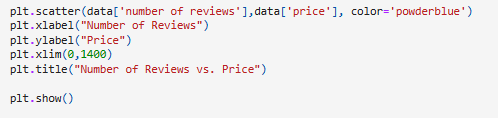 plt.scatter(data['number of reviews'],data['price'], color='powderblue')
plt.xlabel("Number of Reviews")
plt.ylabel("Price")
plt.xlim(0,1400)
plt.title("Number of Reviews vs. Price")
plt.show()